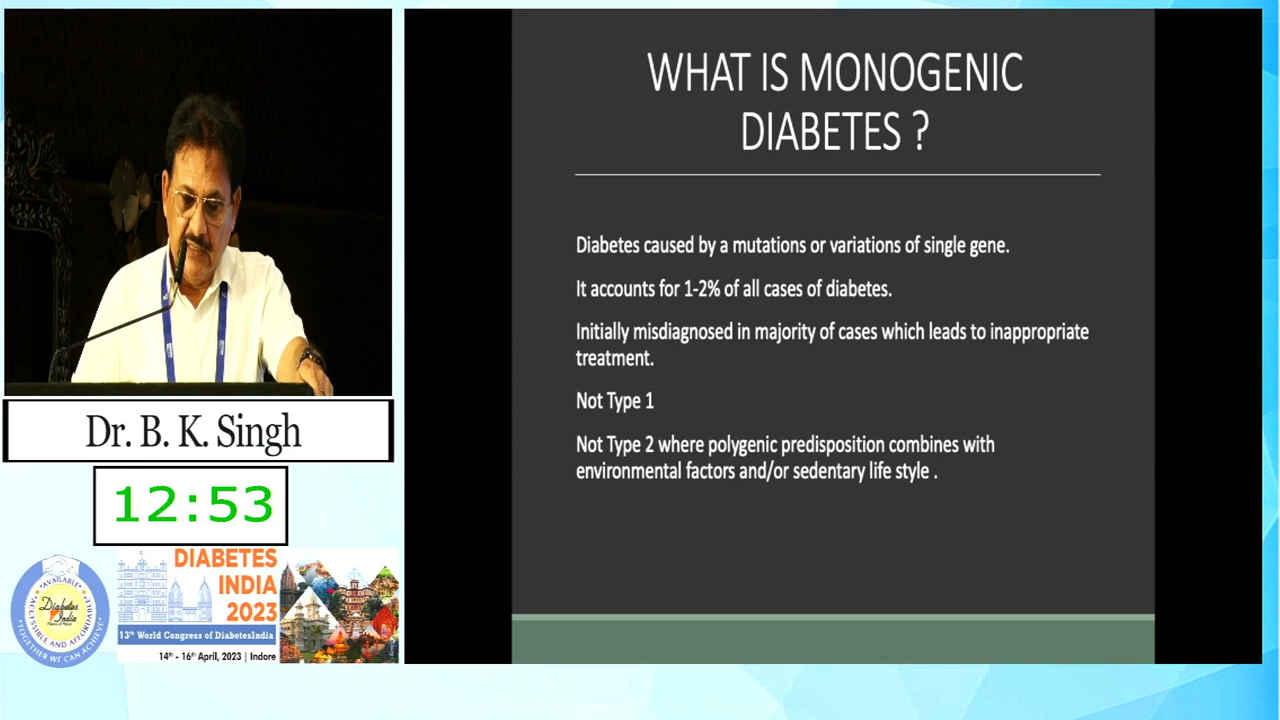 WHAT IS MONOGENIC
DIABETES ?
Diabetes caused by a mutations or variations of single gene.
It accounts for 1-2% of all cases of diabetes.
Initially misdiagnosed in majority of cases which leads to inappropriate
treatment.
Not Type 1
Not Type 2 where polygenic predisposition combines with
environmental factors and/or sedentary life style .
Dr. B. K. Singh
12:53
AVAILABLE
ACCESSIBLE AND AFFORDABLE
TOGETHER WE CAN ACHIEVE
Diabetes
India
DIABETES
INDIA
2023
13th World Congress of DiabetesIndia
14th - 16th April, 2023 | Indore